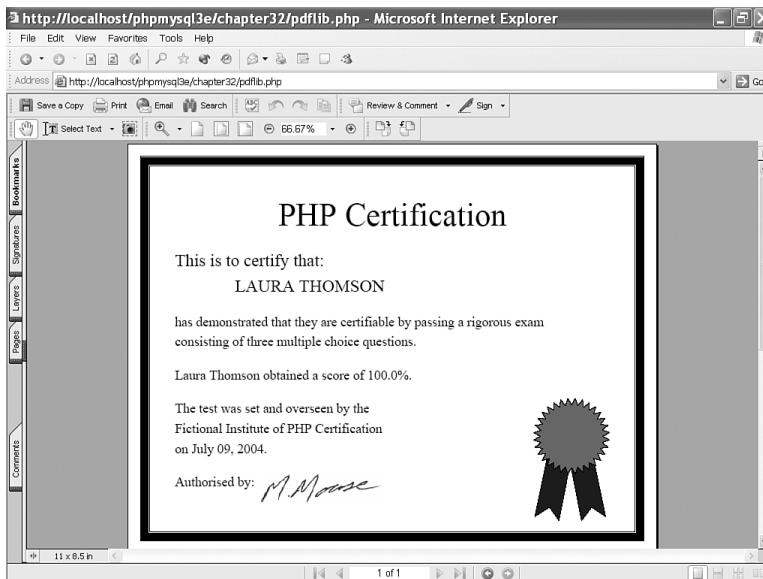 http://localhost/phpmysql3e/chapter32/pdflib.php - Microsoft Internet Explorer
File Edit View Favorites Tools Help
Address http://localhost/phpmysql3e/chapter32/pdflib.php Go
Save a Copy Print Email Search Review & Comment Sign
Select Text 66.67%
Bookmarks
Signatures
Layers
Pages
Comments
PHP Certification
This is to certify that:
LAURA THOMSON
has demonstrated that they are certifiable by passing a rigorous exam
consisting of three multiple choice questions.
Laura Thomson obtained a score of 100.0%.
The test was set and overseen by the
Fictional Institute of PHP Certification
on July 09, 2004.
Authorised by: M.Mouse
11 x 8.5 in
1 of 1